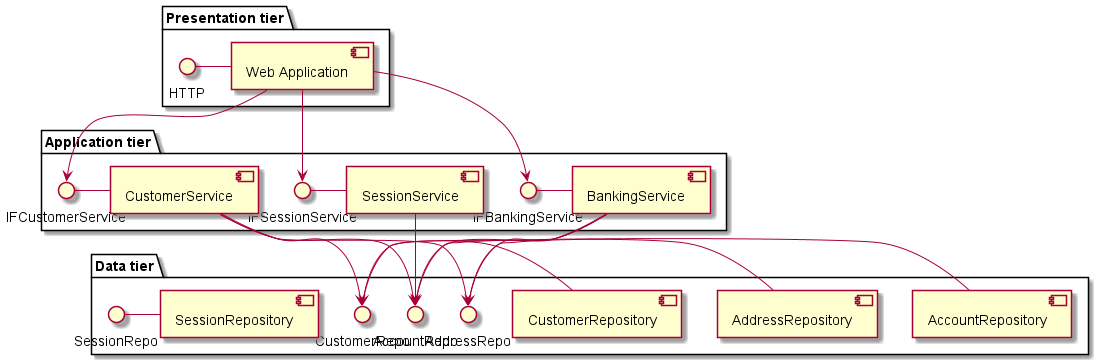 Presentation tier
Web Application
HTTP
Application tier
CustomerService
SessionService
BankingService
IFCustomerService
IFSessionService
IFBankingService
Data tier
SessionRepository
CustomerRepository
AddressRepository
AccountRepository
SessionRepo
CustomerRepo
AccountRepo
AddressRepo